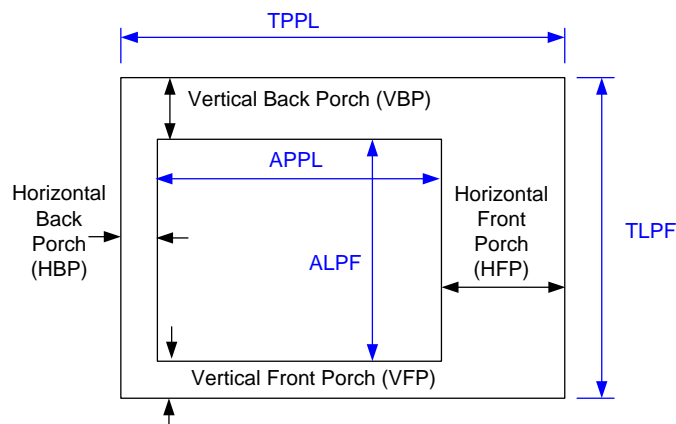 TPPL
Vertical Back Porch (VBP)
APPL
Horizontal
Back
Porch
(HBP)
Horizontal
Front
Porch
(HFP)
TLPF
ALPF
Vertical Front Porch (VFP)